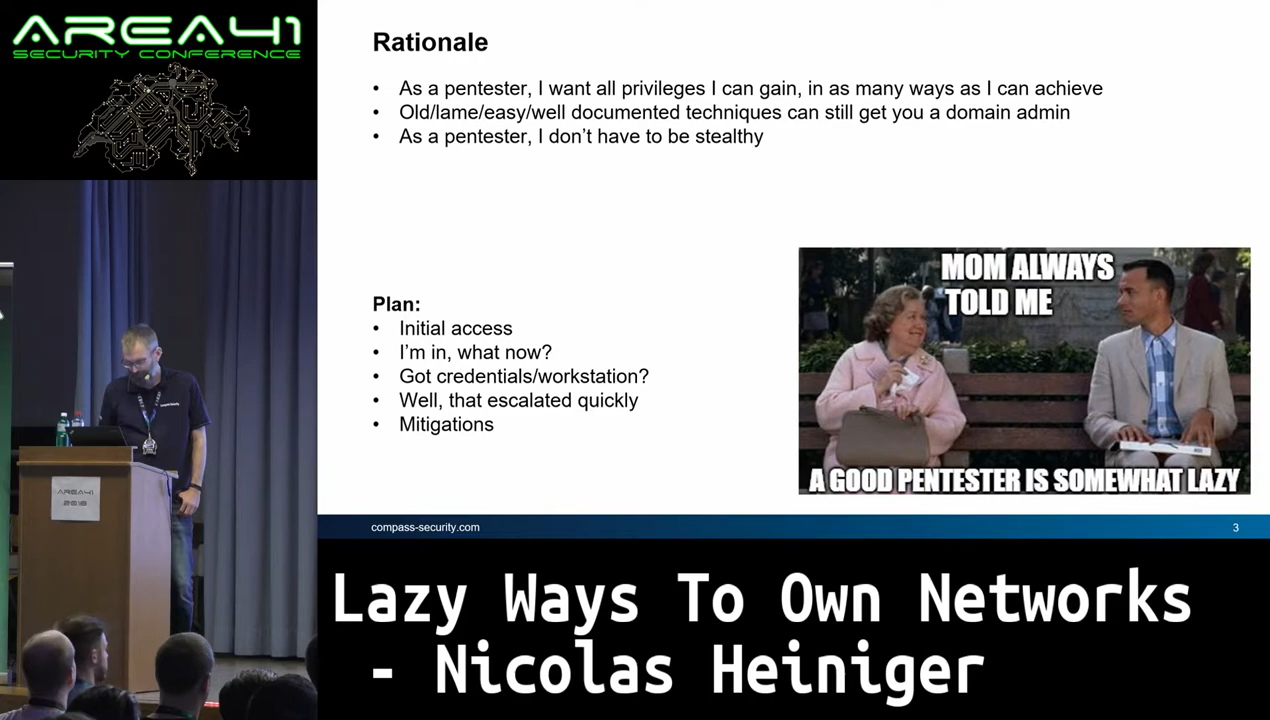 AREA41
SECURITY CONFERENCE
Rationale
• As a pentester, I want all privileges I can gain, in as many ways as I can achieve
• Old/lame/easy/well documented techniques can still get you a domain admin
• As a pentester, I don't have to be stealthy
Plan:
• Initial access
• I'm in, what now?
• Got credentials/workstation?
• Well, that escalated quickly
• Mitigations
MOM ALWAYS
TOLD ME
A GOOD PENTESTER IS SOMEWHAT LAZY
compass-security.com
3
AREA41
2018
Lazy Ways To Own Networks
- Nicolas Heiniger